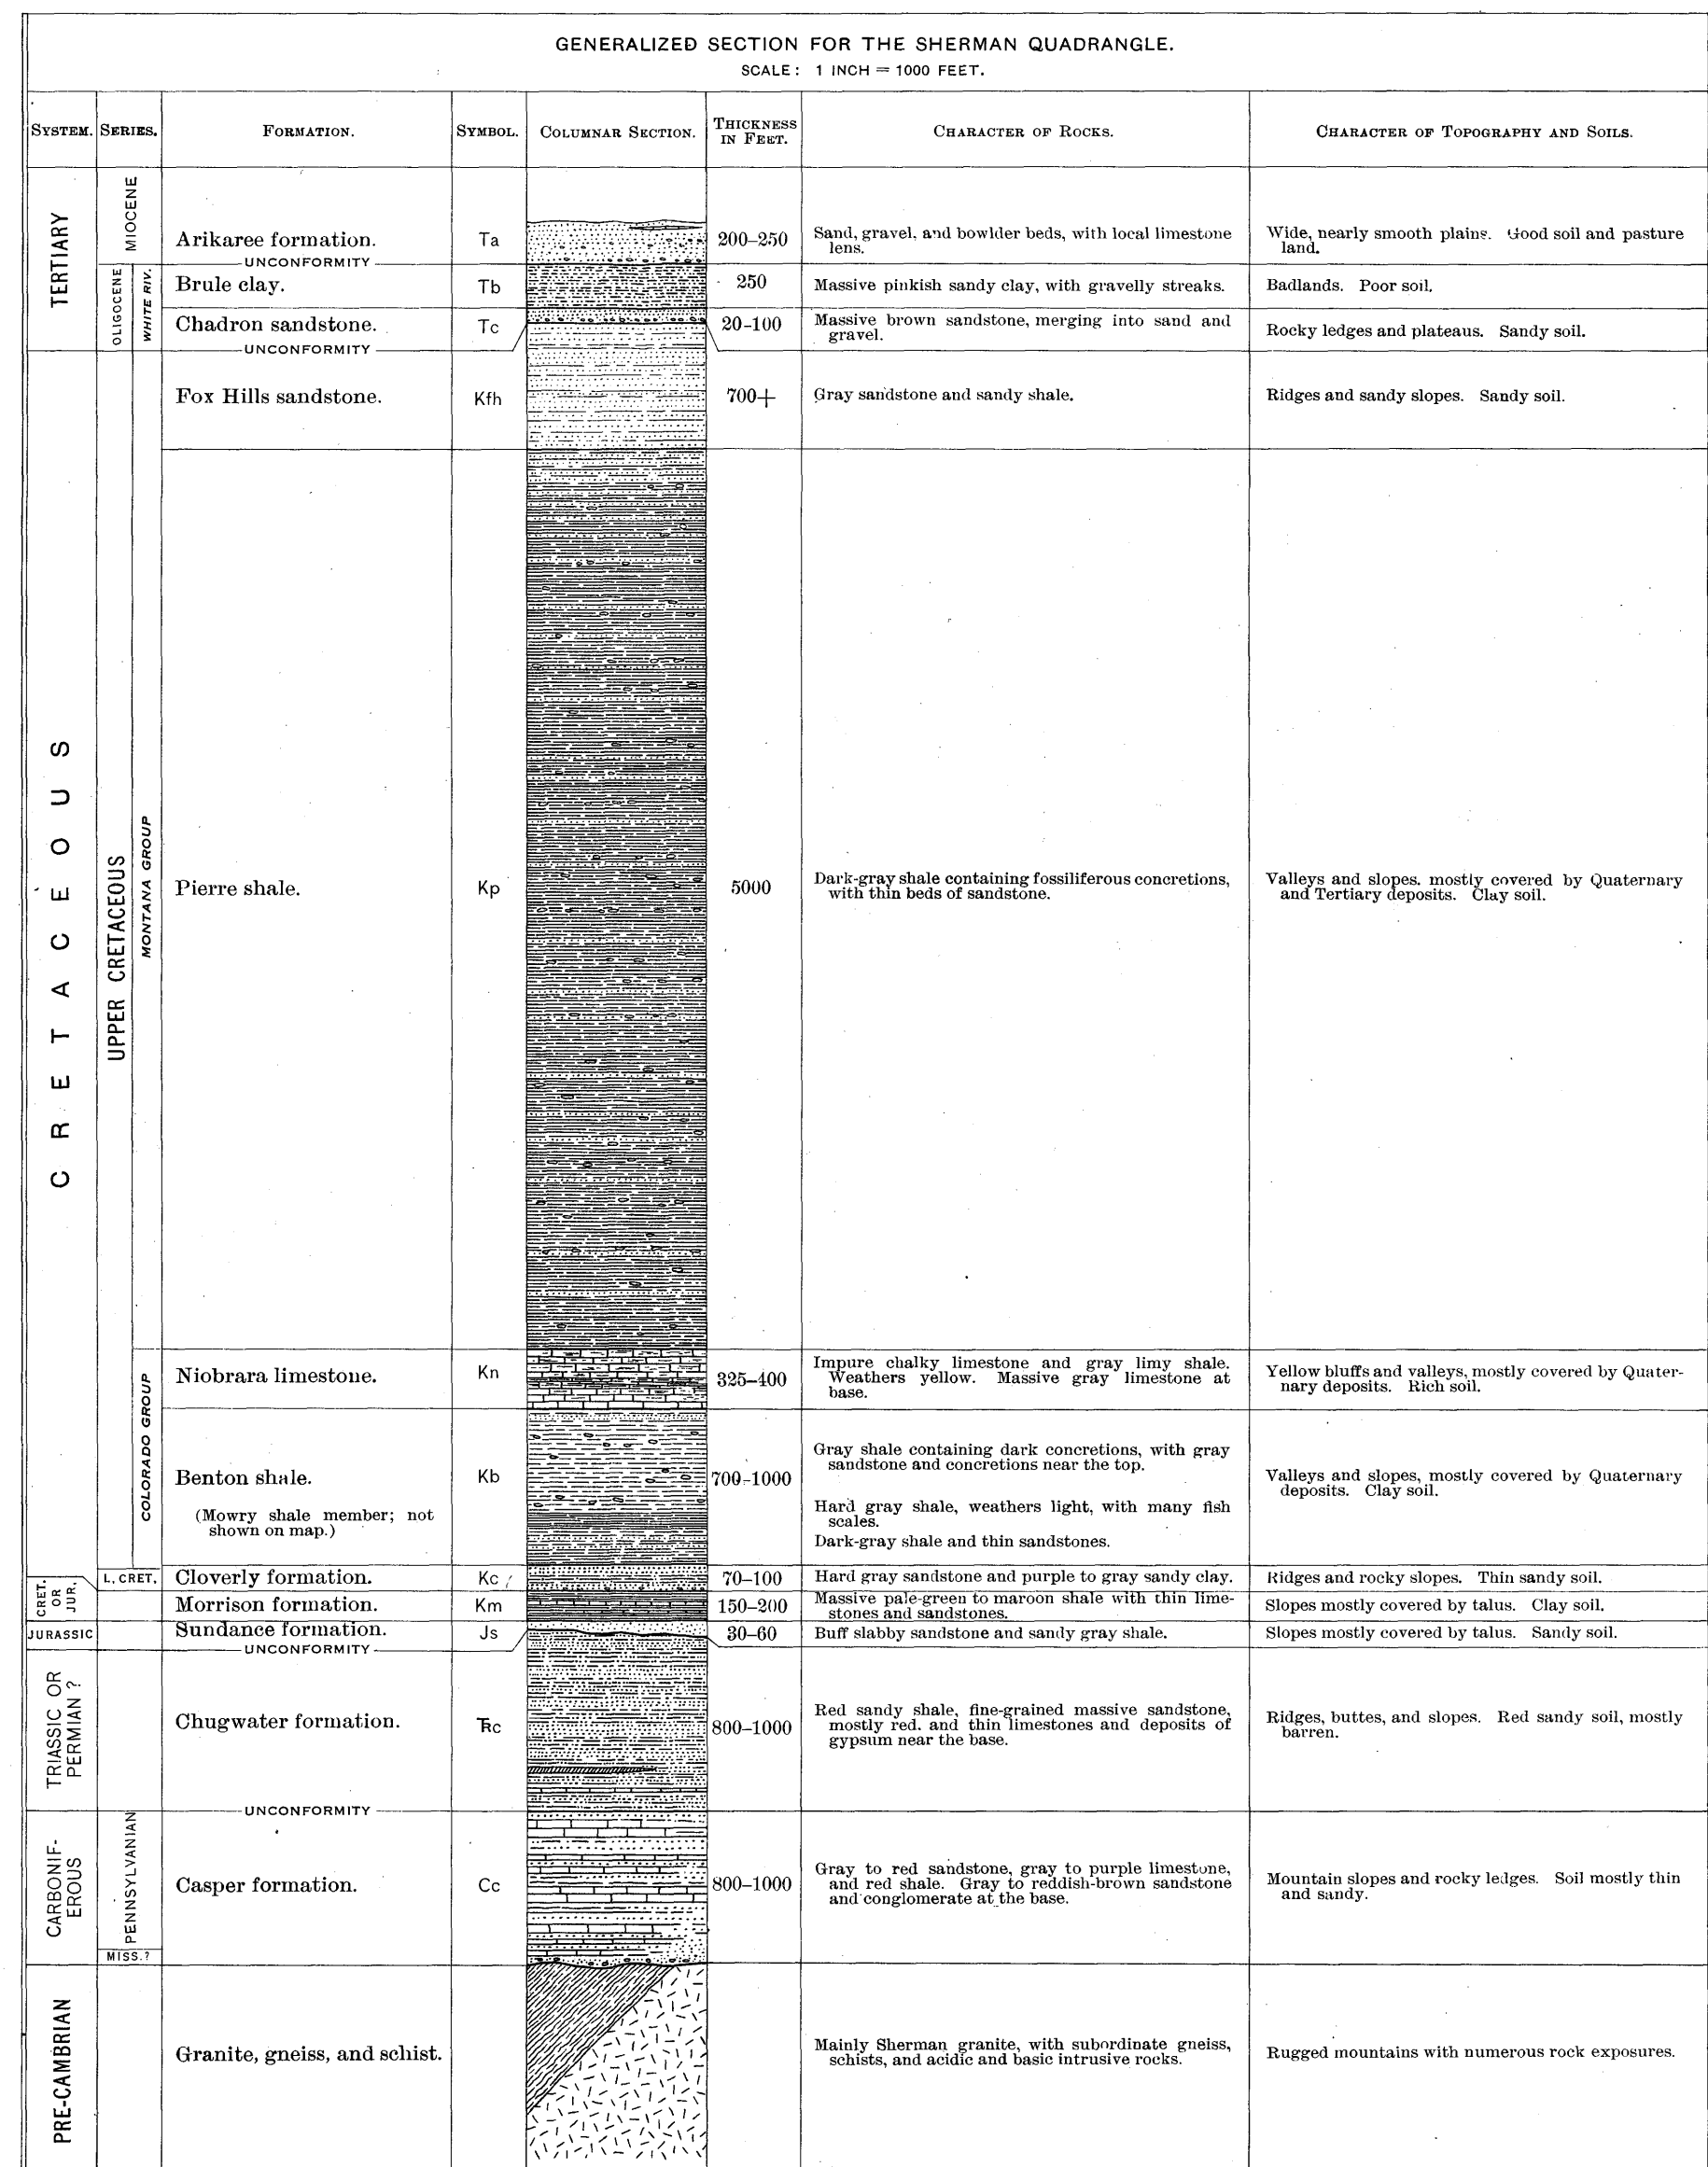 GENERALIZED SECTION FOR THE SHERMAN QUADRANGLE.
SCALE: 1 INCH = 1000 FEET.
SYSTEM. SERIES. FORMATION. SYMBOL. COLUMNAR SECTION. THICKNESS IN FEET. CHARACTER OF ROCKS. CHARACTER OF TOPOGRAPHY AND SOILS.
TERTIARY
MIOCENE
Arikaree formation.
Ta
200–250
Sand, gravel, and bowlder beds, with local limestone
lens.
Wide, nearly smooth plains. Good soil and pasture
land.
UNCONFORMITY
OLIGOCENE
WHITE RIV.
Brule clay.
Tb
250
Massive pinkish sandy clay, with gravelly streaks.
Badlands. Poor soil.
Chadron sandstone.
Tc
20-100
Massive brown sandstone, merging into sand and
gravel.
Rocky ledges and plateaus. Sandy soil.
UNCONFORMITY
CRETACEOUS
UPPER CRETACEOUS
MONTANA GROUP
Fox Hills sandstone.
Kfh
700+
Gray sandstone and sandy shale.
Ridges and sandy slopes. Sandy soil.
Pierre shale.
Kp
5000
Dark-gray shale containing fossiliferous concretions,
with thin beds of sandstone.
Valleys and slopes. mostly covered by Quaternary
and Tertiary deposits. Clay soil.
COLORADO GROUP
Niobrara limestone.
Kn
325–400
Impure chalky limestone and gray limy shale.
Weathers yellow. Massive gray limestone at
base.
Yellow bluffs and valleys, mostly covered by Quater-
nary deposits. Rich soil.
Benton shale.
(Mowry shale member; not
shown on map.)
Kb
700-1000
Gray shale containing dark concretions, with gray
sandstone and concretions near the top.
Hard gray shale, weathers light, with many fish
scales.
Dark-gray shale and thin sandstones.
Valleys and slopes, mostly covered by Quaternary
deposits. Clay soil.
CRET.
OR
JUR.
L. CRET.
Cloverly formation.
Kc
70–100
Hard gray sandstone and purple to gray sandy clay.
Ridges and rocky slopes. Thin sandy soil.
Morrison formation.
Km
150–200
Massive pale-green to maroon shale with thin lime-
stones and sandstones.
Slopes mostly covered by talus. Clay soil.
JURASSIC
Sundance formation.
Js
30–60
Buff slabby sandstone and sandy gray shale.
Slopes mostly covered by talus. Sandy soil.
UNCONFORMITY
TRIASSIC OR
PERMIAN ?
Chugwater formation.
Ꞧc
800–1000
Red sandy shale, fine-grained massive sandstone,
mostly red. and thin limestones and deposits of
gypsum near the base.
Ridges, buttes, and slopes. Red sandy soil, mostly
barren.
UNCONFORMITY
CARBONIF-
EROUS
PENNSYLVANIAN
MISS.?
Casper formation.
Cc
800–1000
Gray to red sandstone, gray to purple limestone,
and red shale. Gray to reddish-brown sandstone
and conglomerate at the base.
Mountain slopes and rocky ledges. Soil mostly thin
and sandy.
PRE-CAMBRIAN
Granite, gneiss, and schist.
Mainly Sherman granite, with subordinate gneiss,
schists, and acidic and basic intrusive rocks.
Rugged mountains with numerous rock exposures.